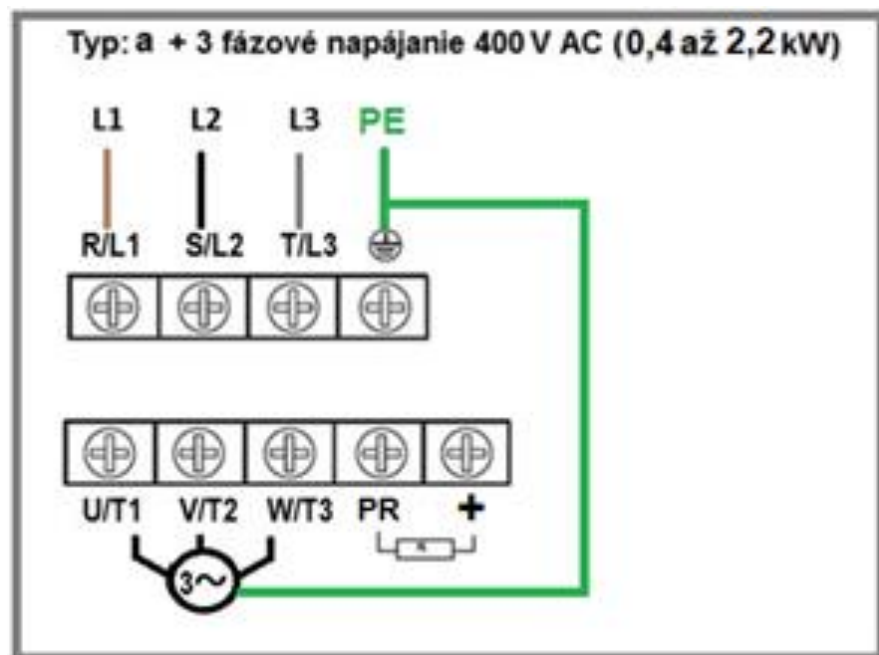 Typ: a + 3 fázové napájanie 400 V AC (0,4 až 2,2 kW)
L1 L2 L3 PE
R/L1 S/L2 T/L3
U/T1 V/T2 W/T3 PR +
3~